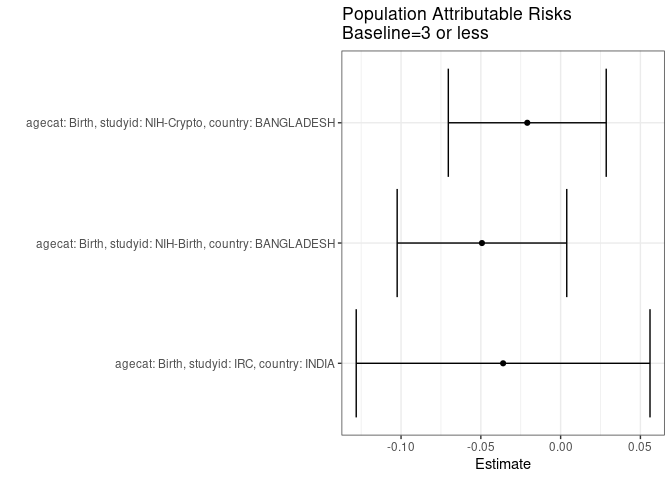 Population Attributable Risks
Baseline=3 or less
agecat: Birth, studyid: NIH-Crypto, country: BANGLADESH
agecat: Birth, studyid: NIH-Birth, country: BANGLADESH
agecat: Birth, studyid: IRC, country: INDIA
-0.10 -0.05 0.00 0.05
Estimate